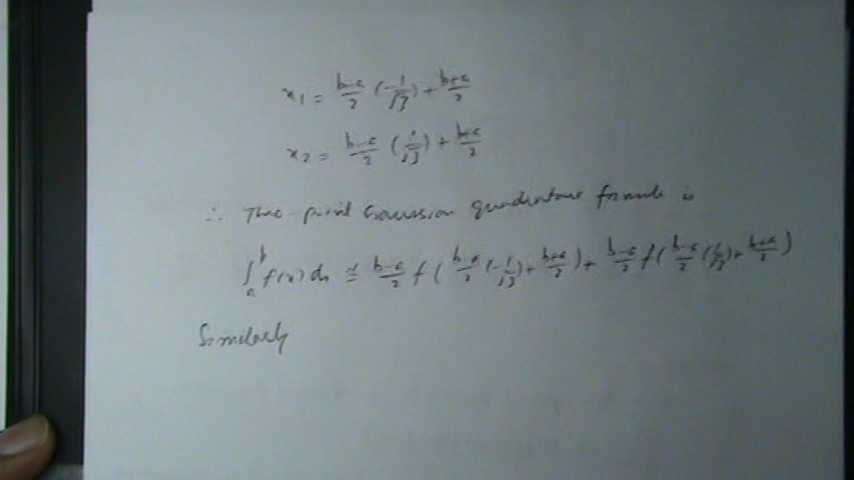 x₁ = (b-a)/2 (-1/√3) + (b+a)/2
x₂ = (b-a)/2 (1/√3) + (b+a)/2
∴ Two-point Gaussian quadrature formula is
∫ₐᵇ f(x) dx ≅ (b-a)/2 f( (b-a)/2 (-1/√3) + (b+a)/2 ) + (b-a)/2 f( (b-a)/2 (1/√3) + (b+a)/2 )
Similarly